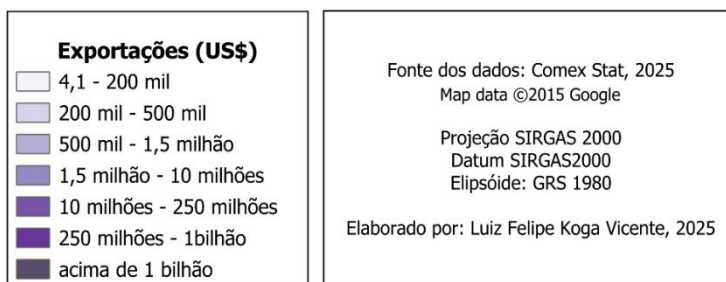 Exportações (US$)
4,1 - 200 mil
200 mil - 500 mil
500 mil - 1,5 milhão
1,5 milhão - 10 milhões
10 milhões - 250 milhões
250 milhões - 1bilhão
acima de 1 bilhão
Fonte dos dados: Comex Stat, 2025
Map data ©2015 Google
Projeção SIRGAS 2000
Datum SIRGAS2000
Elipsóide: GRS 1980
Elaborado por: Luiz Felipe Koga Vicente, 2025